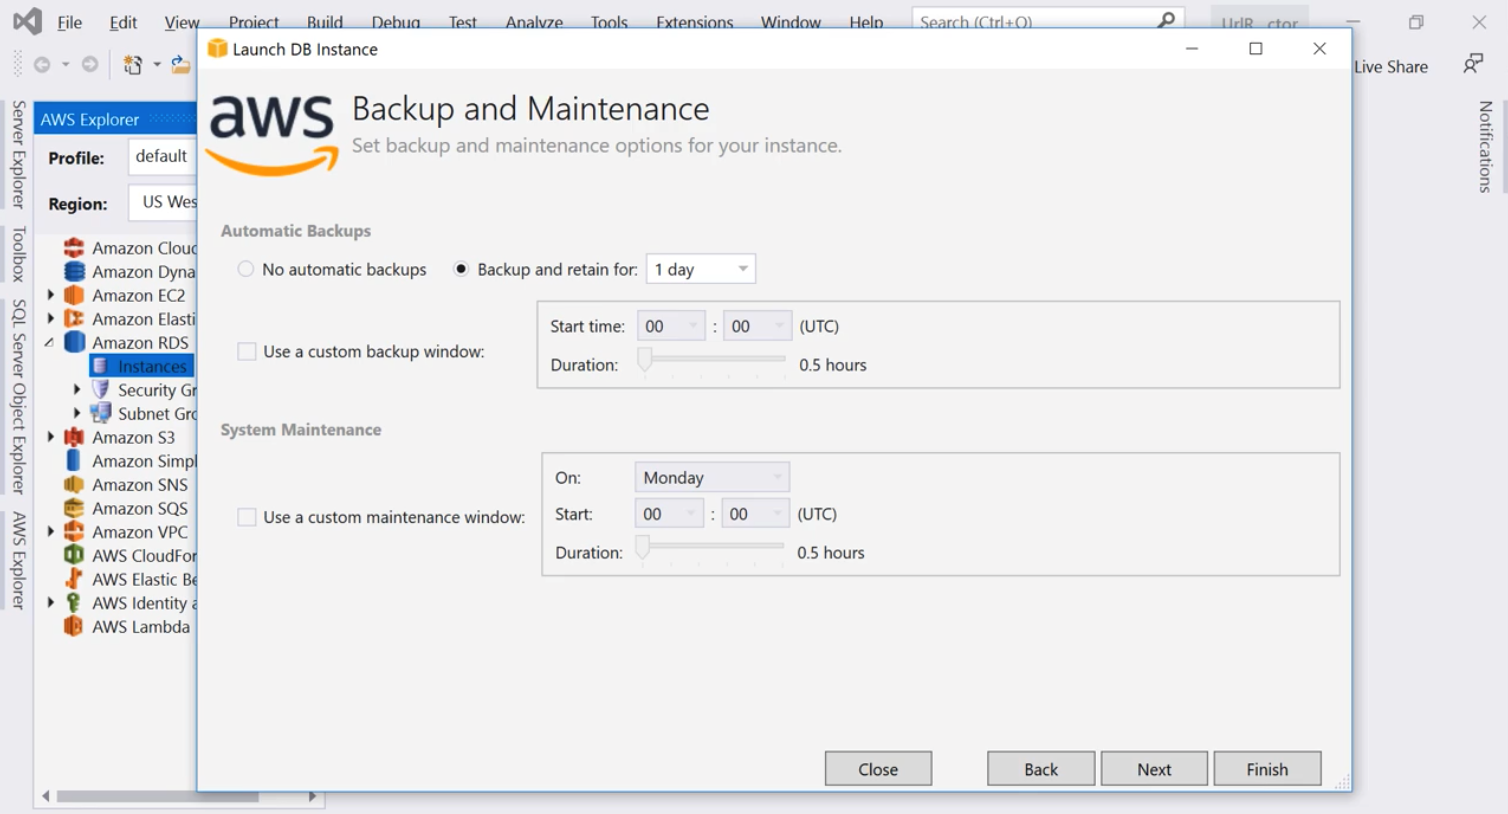 File Edit View Project Build Debug Test Analyze Tools Extensions Window Help Search (Ctrl+Q)
Launch DB Instance
Live Share
Server Explorer
Toolbox
SQL Server Object Explorer
AWS Explorer
Notifications
AWS Explorer
Profile: default
Region: US Wes
Amazon Clouc
Amazon Dyna
Amazon EC2
Amazon Elasti
Amazon RDS
Instances
Security Gr
Subnet Gro
Amazon S3
Amazon Simpl
Amazon SNS
Amazon SQS
Amazon VPC
AWS CloudFor
AWS Elastic Be
AWS Identity a
AWS Lambda
aws
Backup and Maintenance
Set backup and maintenance options for your instance.
Automatic Backups
No automatic backups Backup and retain for: 1 day
Use a custom backup window:
Start time: 00 : 00 (UTC)
Duration: 0.5 hours
System Maintenance
Use a custom maintenance window:
On: Monday
Start: 00 : 00 (UTC)
Duration: 0.5 hours
Close Back Next Finish